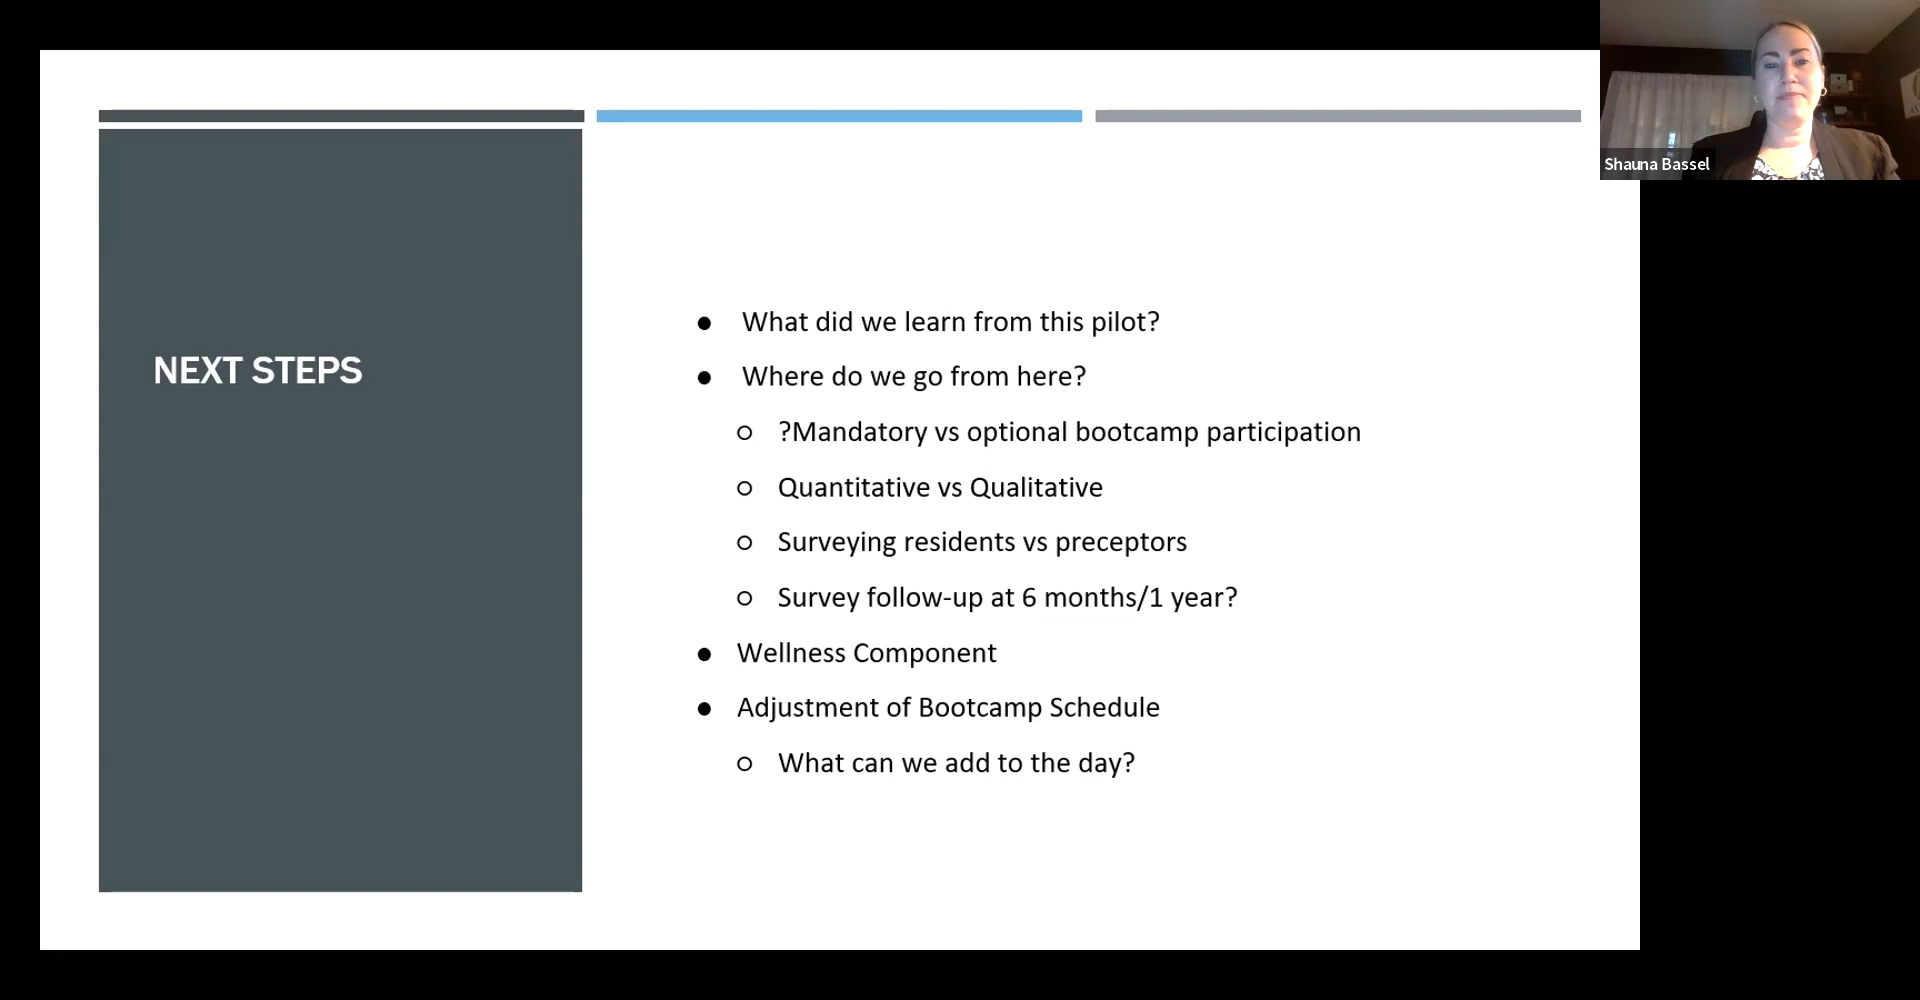 Shauna Bassel
NEXT STEPS
● What did we learn from this pilot?
● Where do we go from here?
○ ?Mandatory vs optional bootcamp participation
○ Quantitative vs Qualitative
○ Surveying residents vs preceptors
○ Survey follow-up at 6 months/1 year?
● Wellness Component
● Adjustment of Bootcamp Schedule
○ What can we add to the day?